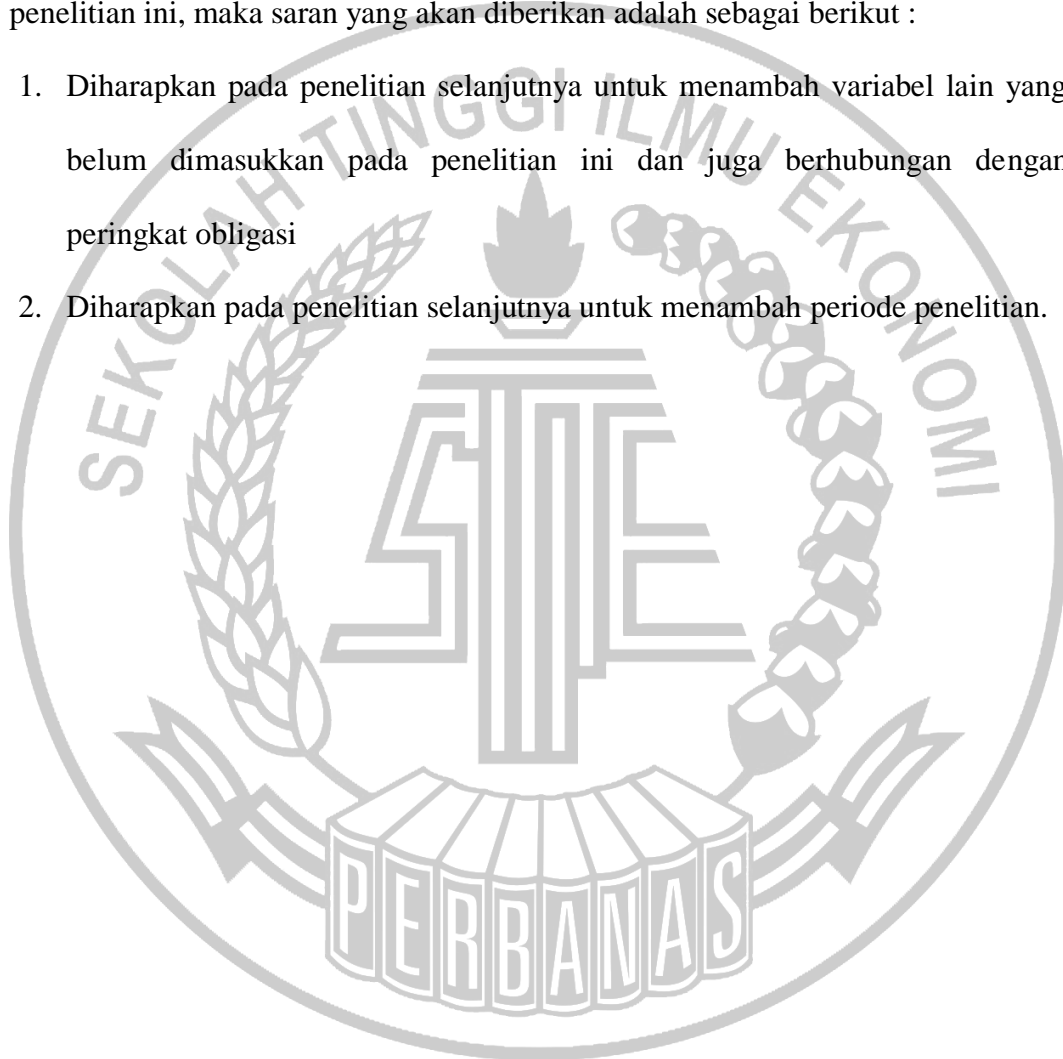 penelitian ini, maka saran yang akan diberikan adalah sebagai berikut :
1. Diharapkan pada penelitian selanjutnya untuk menambah variabel lain yang
belum dimasukkan pada penelitian ini dan juga berhubungan dengan
peringkat obligasi
2. Diharapkan pada penelitian selanjutnya untuk menambah periode penelitian.
SEKOLAH TINGGI ILMU EKONOMI
STIE
PERBANAS